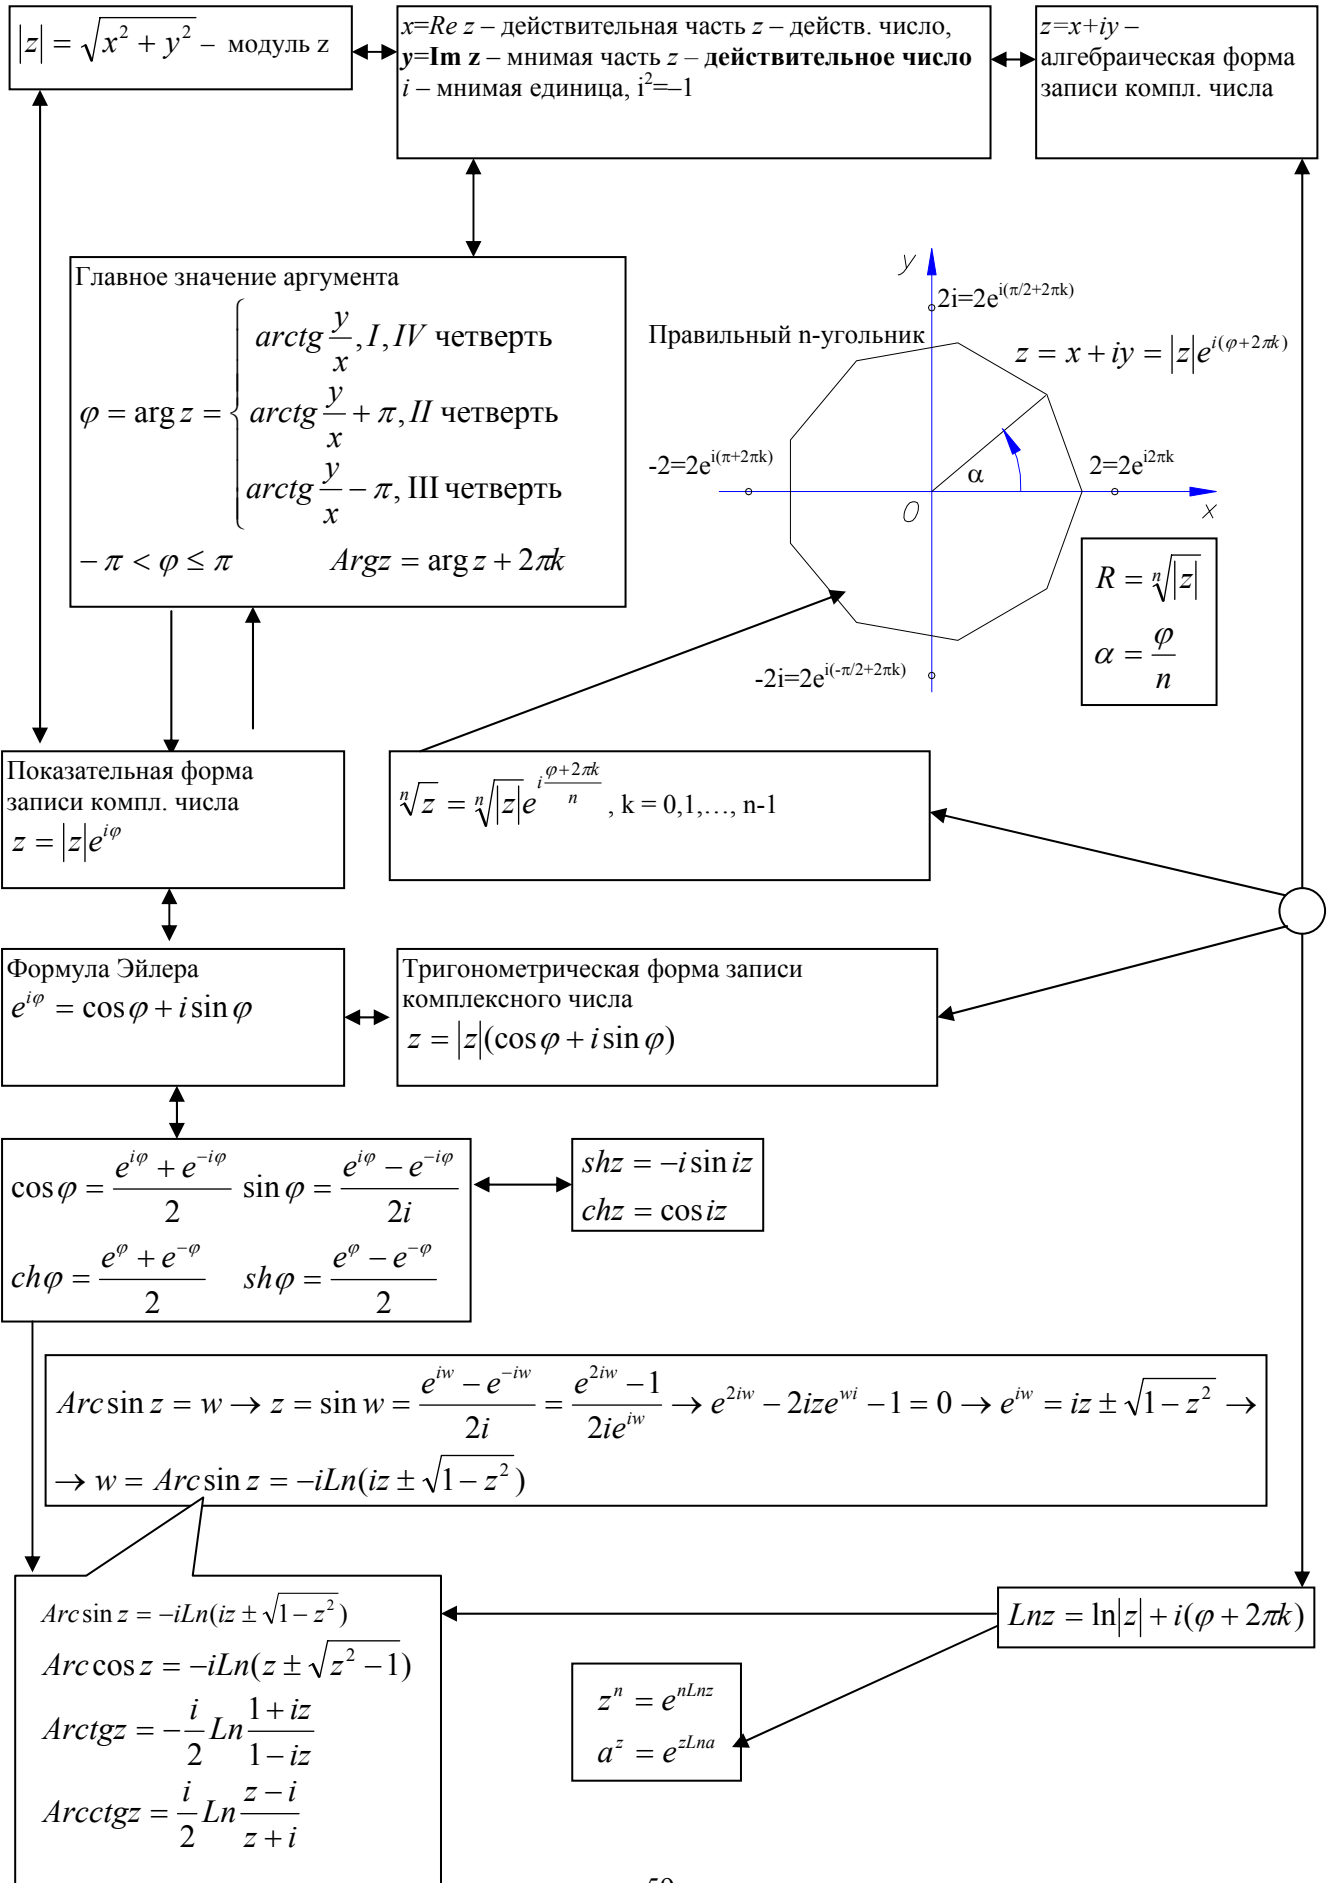 |z| = √(x² + y²) – модуль z
x=Re z – действительная часть z – действ. число,
y=Im z – мнимая часть z – действительное число
i – мнимая единица, i²=–1
z=x+iy –
алгебраическая форма
записи компл. числа
Главное значение аргумента
φ = arg z = { arctg y/x, I, IV четверть
arctg y/x + π, II четверть
arctg y/x − π, III четверть
− π < φ ≤ π Argz = arg z + 2πk
y
2i=2e^{i(π/2+2πk)}
Правильный n-угольник
z = x + iy = |z|e^{i(φ+2πk)}
-2=2e^{i(π+2πk)}
α
2=2e^{i2πk}
O
x
-2i=2e^{i(-π/2+2πk)}
R = ⁿ√|z|
α = φ/n
Показательная форма
записи компл. числа
z = |z|e^{iφ}
ⁿ√z = ⁿ√|z| e^{i(φ+2πk)/n} , k = 0,1,…, n-1
Формула Эйлера
e^{iφ} = cos φ + i sin φ
Тригонометрическая форма записи
комплексного числа
z = |z|(cos φ + i sin φ)
cos φ = (e^{iφ} + e^{−iφ})/2 sin φ = (e^{iφ} − e^{−iφ})/2i
chφ = (e^φ + e^{−φ})/2 shφ = (e^φ − e^{−φ})/2
shz = −i sin iz
chz = cos iz
Arc sin z = w → z = sin w = (e^{iw} − e^{−iw})/2i = (e^{2iw} − 1)/2ie^{iw} → e^{2iw} − 2ize^{wi} − 1 = 0 → e^{iw} = iz ± √(1 − z²) →
→ w = Arc sin z = −iLn(iz ± √(1 − z²))
Arc sin z = −iLn(iz ± √(1 − z²))
Arc cos z = −iLn(z ± √(z² − 1))
Arctgz = − i/2 Ln (1 + iz)/(1 − iz)
Arcctgz = i/2 Ln (z − i)/(z + i)
Lnz = ln|z| + i(φ + 2πk)
zⁿ = e^{nLnz}
a^z = e^{zLna}